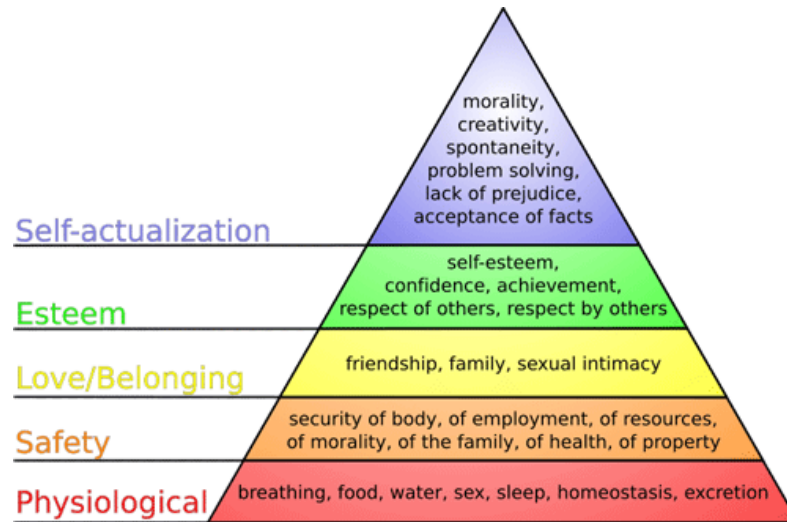 morality,
creativity,
spontaneity,
problem solving,
lack of prejudice,
acceptance of facts
Self-actualization
self-esteem,
confidence, achievement,
respect of others, respect by others
Esteem
friendship, family, sexual intimacy
Love/Belonging
security of body, of employment, of resources,
of morality, of the family, of health, of property
Safety
breathing, food, water, sex, sleep, homeostasis, excretion
Physiological